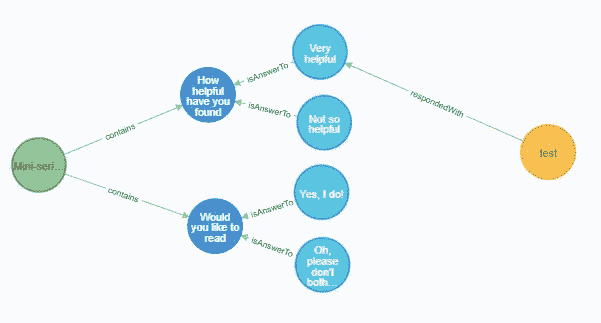 Very
helpful
isAnswerTo
How
helpful
have you
found
respondedWith
isAnswerTo
contains
Not so
helpful
test
Mini-seri...
contains
Yes, I do!
isAnswerTo
Would
you like to
read
isAnswerTo
Oh,
please
don't
both...